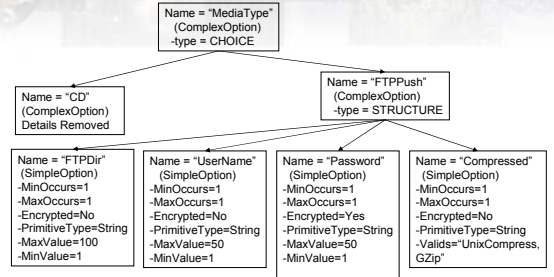 Name = “MediaType”
(ComplexOption)
-type = CHOICE
Name = “CD”
(ComplexOption)
Details Removed
Name = “FTPPush”
(ComplexOption)
-type = STRUCTURE
Name = “FTPDir”
(SimpleOption)
-MinOccurs=1
-MaxOccurs=1
-Encrypted=No
-PrimitiveType=String
-MaxValue=100
-MinValue=1
Name = “UserName”
(SimpleOption)
-MinOccurs=1
-MaxOccurs=1
-Encrypted=No
-PrimitiveType=String
-MaxValue=50
-MinValue=1
Name = “Password”
(SimpleOption)
-MinOccurs=1
-MaxOccurs=1
-Encrypted=Yes
-PrimitiveType=String
-MaxValue=50
-MinValue=1
Name = “Compressed”
(SimpleOption)
-MinOccurs=1
-MaxOccurs=1
-Encrypted=No
-PrimitiveType=String
-Valids=“UnixCompress,
GZip”